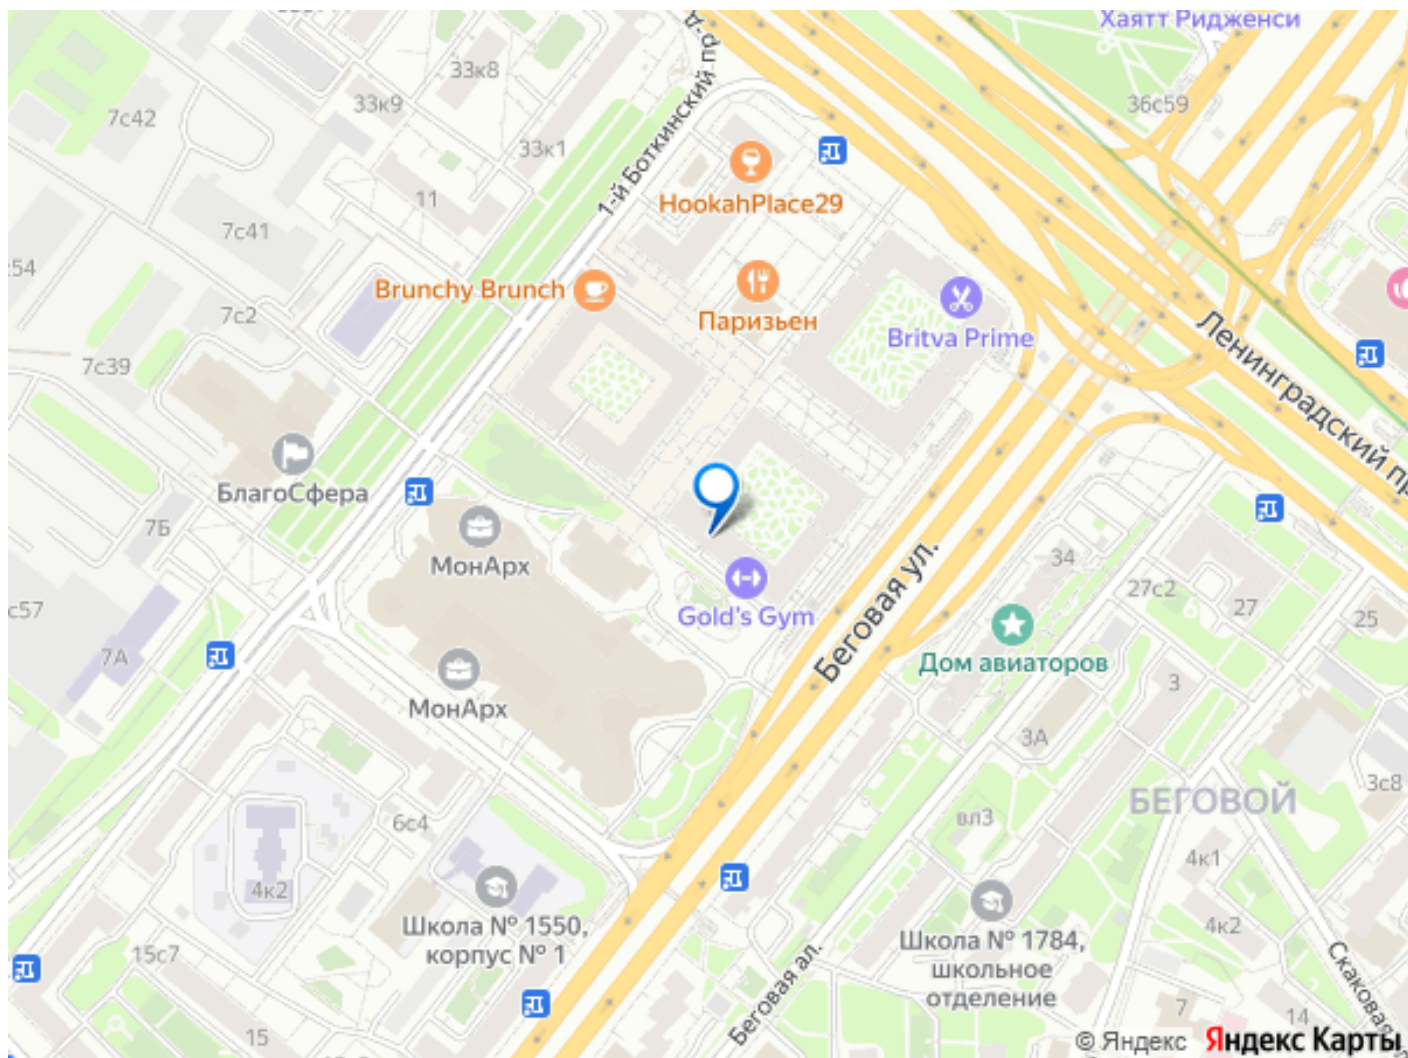 Хаятт Ридженси
33к8
33к9
7с42
36с59
33к1
1-й Боткинский пр-д
11
HookahPlace29
7с41
54
Brunchy Brunch
7с2
Паризьен
Britva Prime
7с39
Ленинградский пр
БлагоСфера
7Б
МонАрх
34
27с2
27
25
с57
Gold's Gym
Беговая ул.
7А
Дом авиаторов
МонАрх
3
3А
3с8
БЕГОВОЙ
6с4
вл3
4к1
4к2
4к2
Школа № 1550,
корпус № 1
Школа № 1784,
школьное
отделение
15с7
Беговая ал.
Скаковая
7
14
15
© Яндекс Яндекс Карты